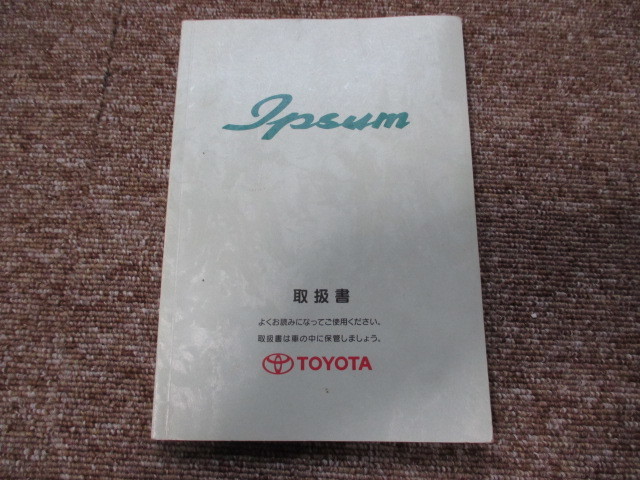 Ipsum
取扱書
よくお読みになってご使用ください。
取扱書は車の中に保管しましょう。
TOYOTA